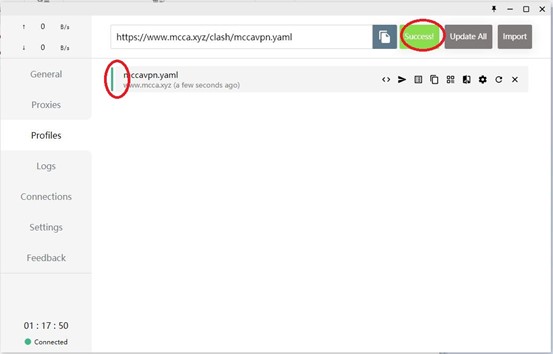 ↑ 0 B/s
↓ 0 B/s
https://www.mcca.xyz/clash/mccavpn.yaml
Success!
Update All
Import
General
Proxies
Profiles
Logs
Connections
Settings
Feedback
mccavpn.yaml
www.mcca.xyz (a few seconds ago)
01 : 17 : 50
Connected